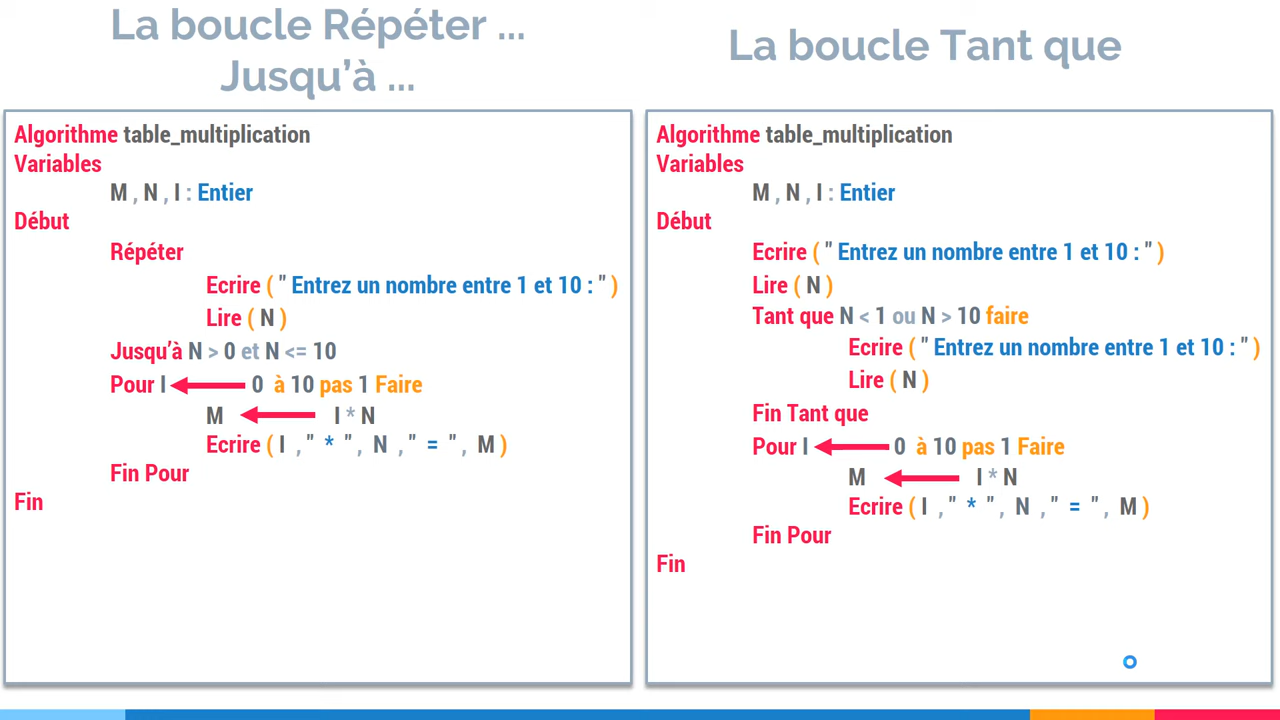 La boucle Répéter ...
Jusqu'à ...
Algorithme table_multiplication
Variables
M , N , I : Entier
Début
Répéter
Ecrire ( " Entrez un nombre entre 1 et 10 : " )
Lire ( N )
Jusqu'à N > 0 et N <= 10
Pour I ← 0 à 10 pas 1 Faire
M ← I * N
Ecrire ( I , " * " , N , " = " , M )
Fin Pour
Fin
La boucle Tant que
Algorithme table_multiplication
Variables
M , N , I : Entier
Début
Ecrire ( " Entrez un nombre entre 1 et 10 : " )
Lire ( N )
Tant que N < 1 ou N > 10 faire
Ecrire ( " Entrez un nombre entre 1 et 10 : " )
Lire ( N )
Fin Tant que
Pour I ← 0 à 10 pas 1 Faire
M ← I * N
Ecrire ( I , " * " , N , " = " , M )
Fin Pour
Fin